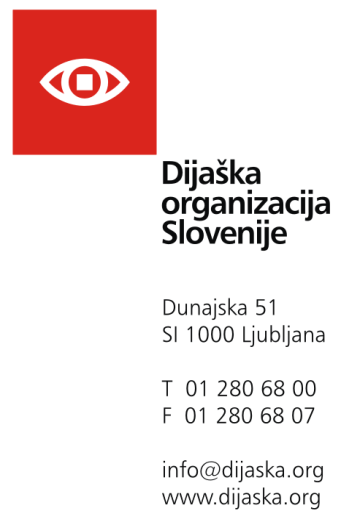 Dijaška
organizacija
Slovenije
Dunajska 51
SI 1000 Ljubljana
T 01 280 68 00
F 01 280 68 07
info@dijaska.org
www.dijaska.org